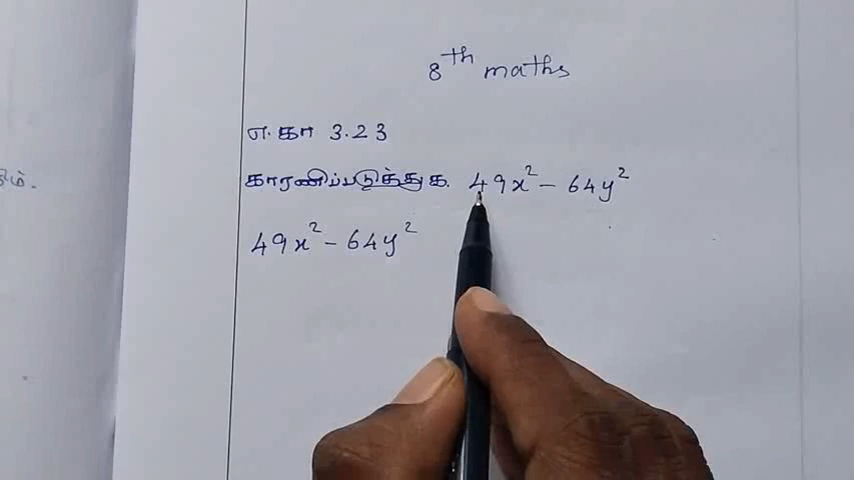 8th maths
எ.கா 3.23
தும்.
காரணிப்படுத்துக. 49x² - 64y²
49x² - 64y²